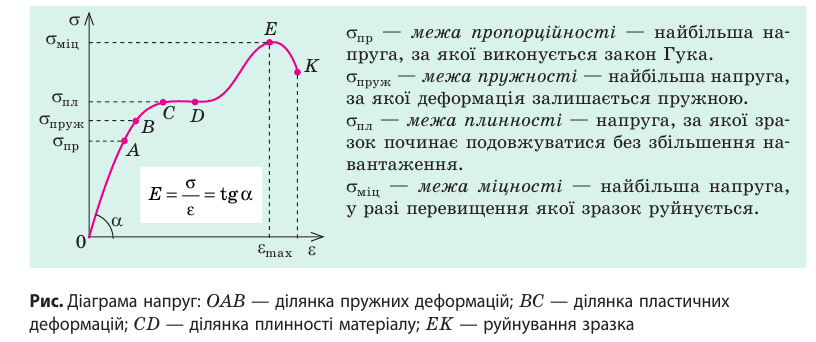 σ
σміц
σпл
σпруж
σпр
E
K
C
D
B
A
E = σ/ε = tg α
α
0
εmax
ε
σпр — межа пропорційності — найбільша на-
пруга, за якої виконується закон Гука.
σпруж — межа пружності — найбільша напруга,
за якої деформація залишається пружною.
σпл — межа плинності — напруга, за якої зра-
зок починає подовжуватися без збільшення на-
вантаження.
σміц — межа міцності — найбільша напруга,
у разі перевищення якої зразок руйнується.
Рис. Діаграма напруг: OAB — ділянка пружних деформацій; BC — ділянка пластичних
деформацій; CD — ділянка плинності матеріалу; EK — руйнування зразка